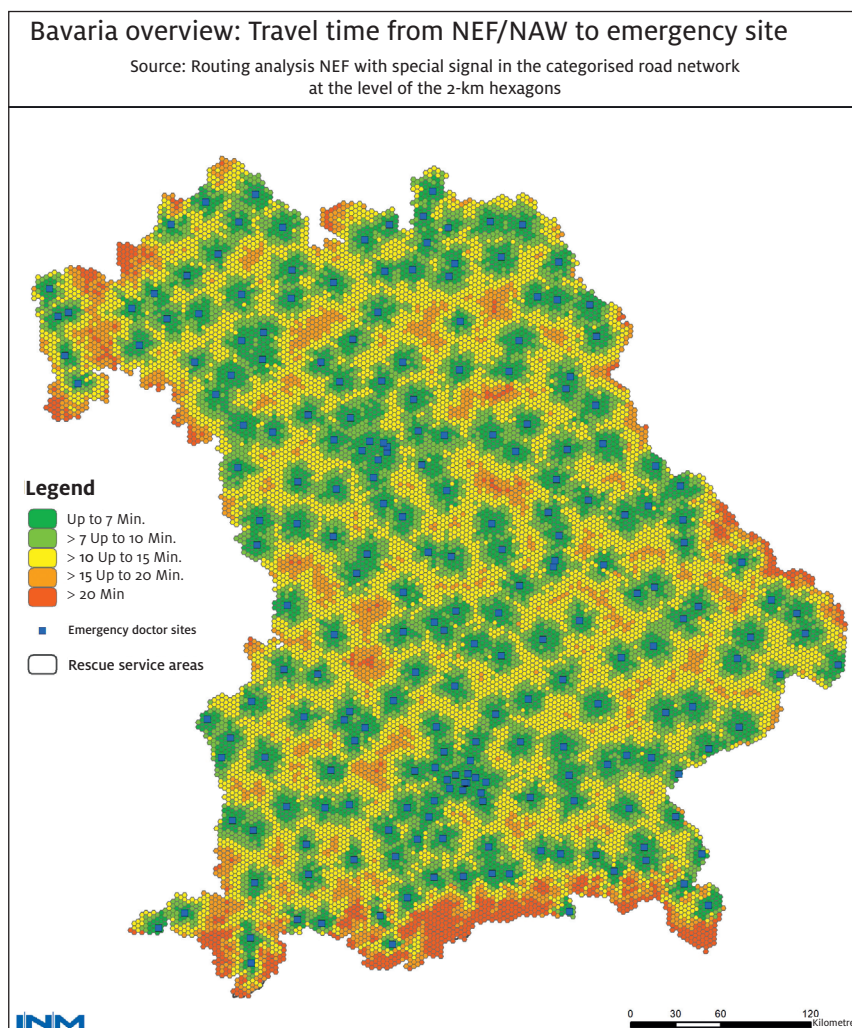 Bavaria overview: Travel time from NEF/NAW to emergency site
Source: Routing analysis NEF with special signal in the categorised road network
at the level of the 2-km hexagons
Legend
Up to 7 Min.
> 7 Up to 10 Min.
> 10 Up to 15 Min.
> 15 Up to 20 Min.
> 20 Min
Emergency doctor sites
Rescue service areas
INM
0 30 60 120
Kilometre